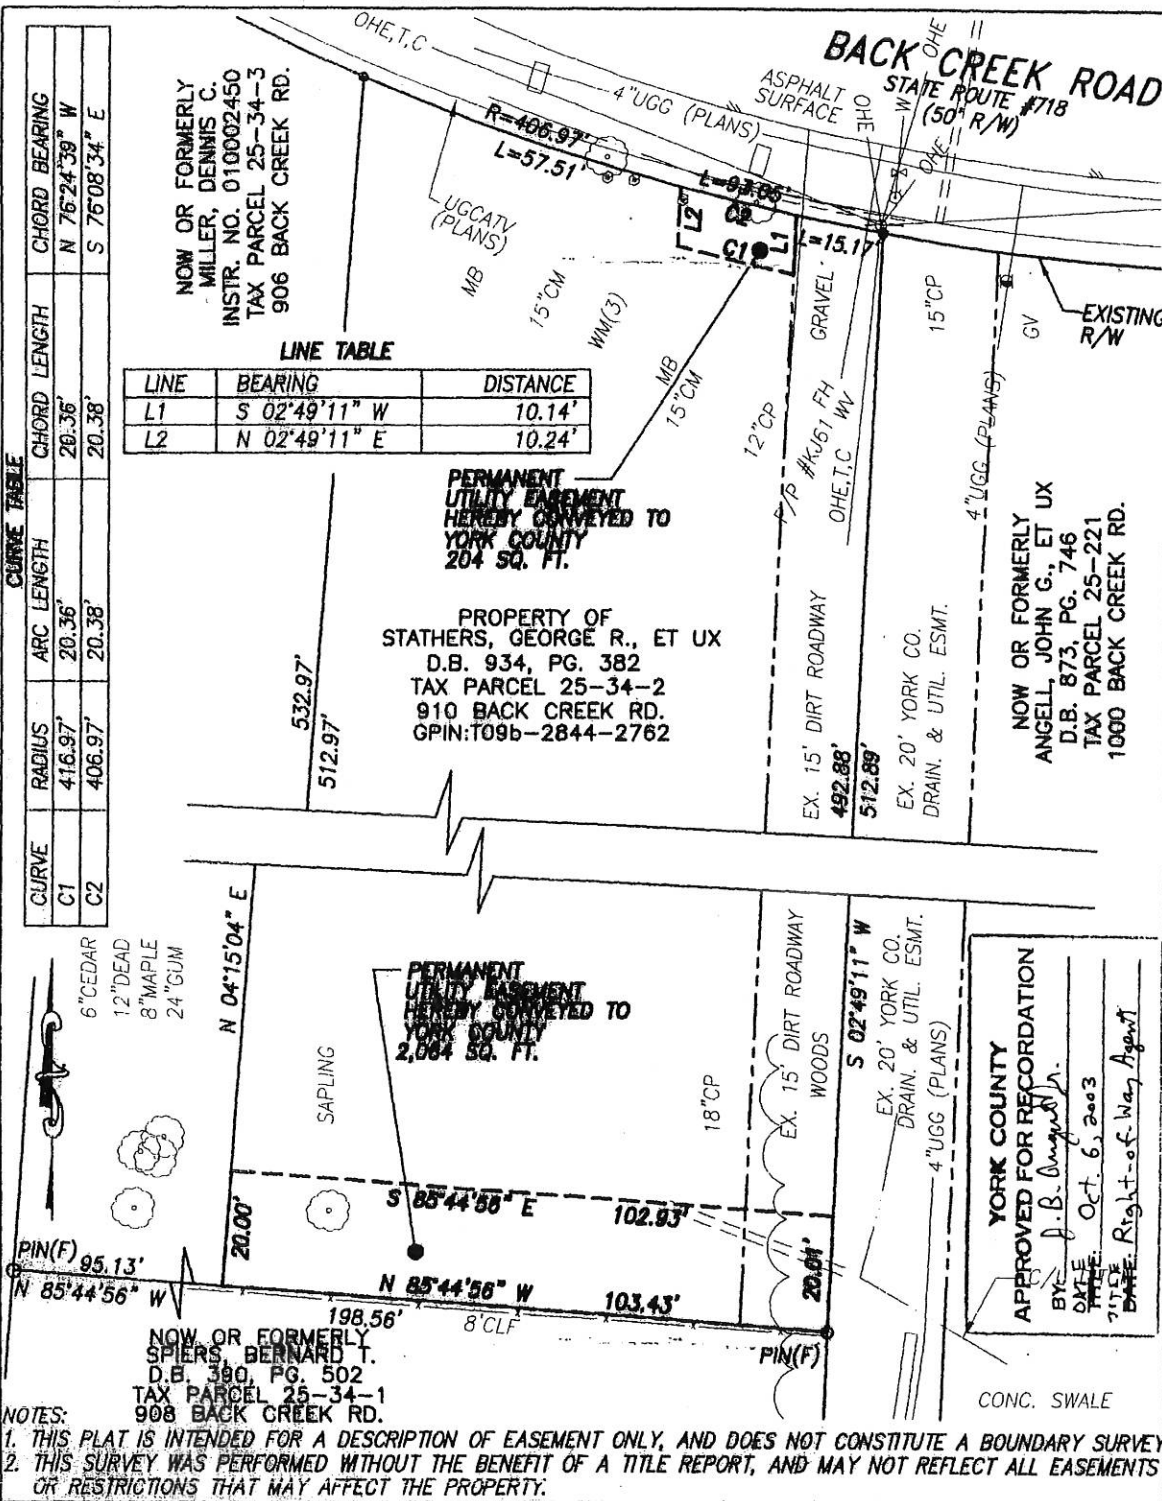 BACK CREEK ROAD
STATE ROUTE #718
(50' R/W)
OHE,T,C
4"UGG (PLANS)
ASPHALT
SURFACE
OHE
W
OHE
OHE
R=406.97'
L=57.51'
L=93.05'
L=15.17'
UGCATV
(PLANS)
NOW OR FORMERLY
MILLER, DENNIS C.
INSTR. NO. 010002450
TAX PARCEL 25-34-3
906 BACK CREEK RD.
L2
C2
C1
L1
MB
15"CM
WM(3)
MB
15"CM
12"CP
GRAVEL
P/P #KJ61 FH
OHE,T,C WV
15"CP
GV
EXISTING
R/W
4"UGG (PLANS)
CURVE TABLE
CURVE RADIUS ARC LENGTH CHORD LENGTH CHORD BEARING
C1 416.97' 20.36' 20.36' N 76°24'39" W
C2 406.97' 20.38' 20.38' S 76°08'34" E
LINE TABLE
LINE BEARING DISTANCE
L1 S 02°49'11" W 10.14'
L2 N 02°49'11" E 10.24'
PERMANENT
UTILITY EASEMENT
HEREBY CONVEYED TO
YORK COUNTY
204 SQ. FT.
PROPERTY OF
STATHERS, GEORGE R., ET UX
D.B. 934, PG. 382
TAX PARCEL 25-34-2
910 BACK CREEK RD.
GPIN:T09b-2844-2762
532.97'
512.97'
EX. 15' DIRT ROADWAY
492.88'
512.89'
EX. 20' YORK CO.
DRAIN. & UTIL. ESMT.
NOW OR FORMERLY
ANGELL, JOHN G., ET UX
D.B. 873, PG. 746
TAX PARCEL 25-221
1000 BACK CREEK RD.
6"CEDAR
12"DEAD
8"MAPLE
24"GUM
N 04°15'04" E
PERMANENT
UTILITY EASEMENT
HEREBY CONVEYED TO
YORK COUNTY
2,064 SQ. FT.
SAPLING
18"CP
EX. 15' DIRT ROADWAY
WOODS
S 02°49'11" W
EX. 20' YORK CO.
DRAIN. & UTIL. ESMT.
4"UGG (PLANS)
YORK COUNTY
APPROVED FOR RECORDATION
BY: J. B.
DATE
TITLE: Oct. 6, 2003
TITLE
DATE: Right-of-Way Agent
S 85°44'56" E 102.93'
20.00'
20.01'
PIN(F) 95.13'
N 85°44'56" W
N 85°44'56" W 103.43'
198.56' 8'CLF
PIN(F)
NOW OR FORMERLY
SPIERS, BERNARD T.
D.B. 390, PG. 502
TAX PARCEL 25-34-1
908 BACK CREEK RD.
CONC. SWALE
NOTES:
1. THIS PLAT IS INTENDED FOR A DESCRIPTION OF EASEMENT ONLY, AND DOES NOT CONSTITUTE A BOUNDARY SURVEY
2. THIS SURVEY WAS PERFORMED WITHOUT THE BENEFIT OF A TITLE REPORT, AND MAY NOT REFLECT ALL EASEMENTS
OR RESTRICTIONS THAT MAY AFFECT THE PROPERTY.